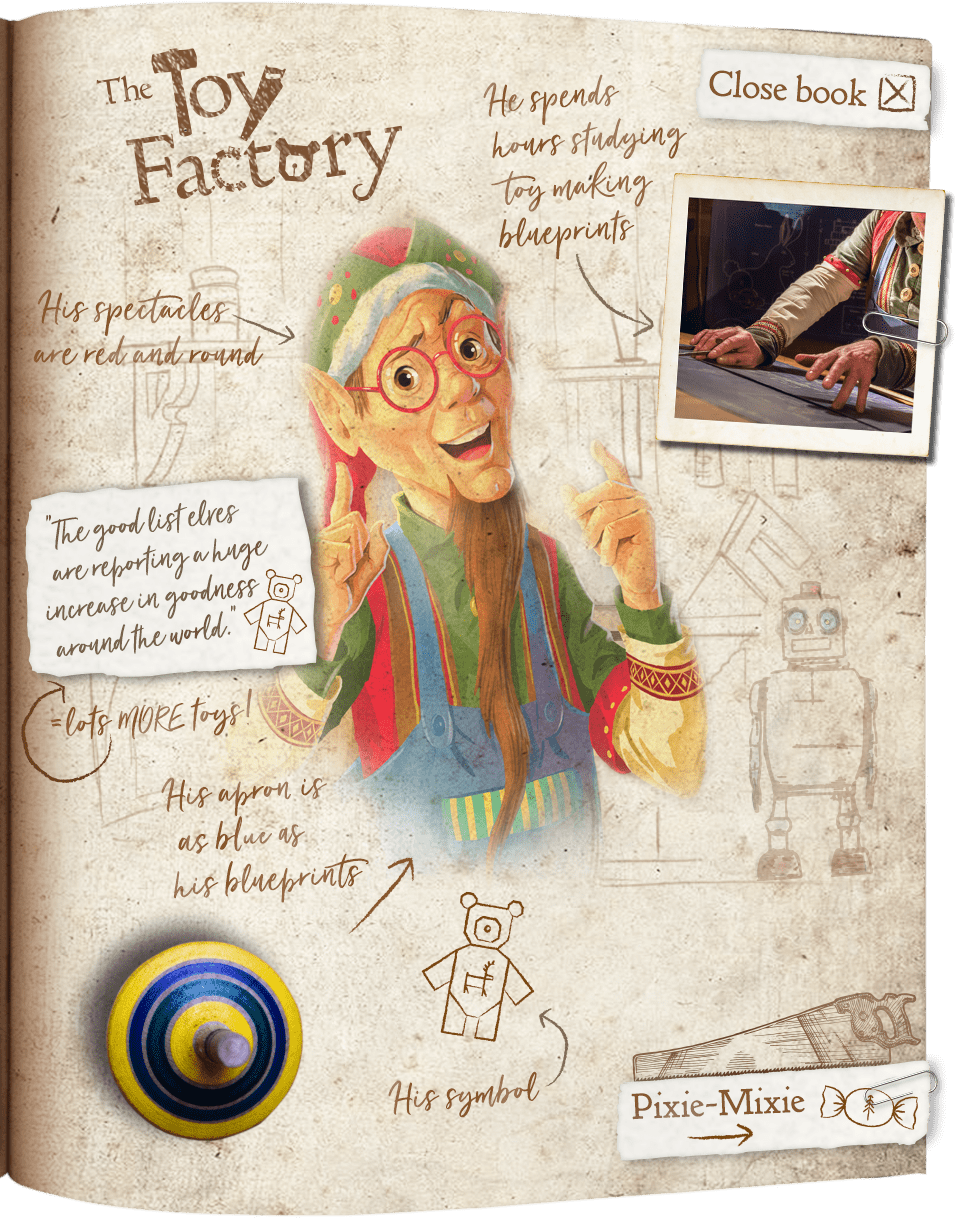 The Toy
Factory
He spends
hours studying
toy making
blueprints
Close book
His spectacles
are red and round
"The good list elves
are reporting a huge
increase in goodness
around the world."
=lots MORE toys!
His apron is
as blue as
his blueprints
His symbol
Pixie-Mixie